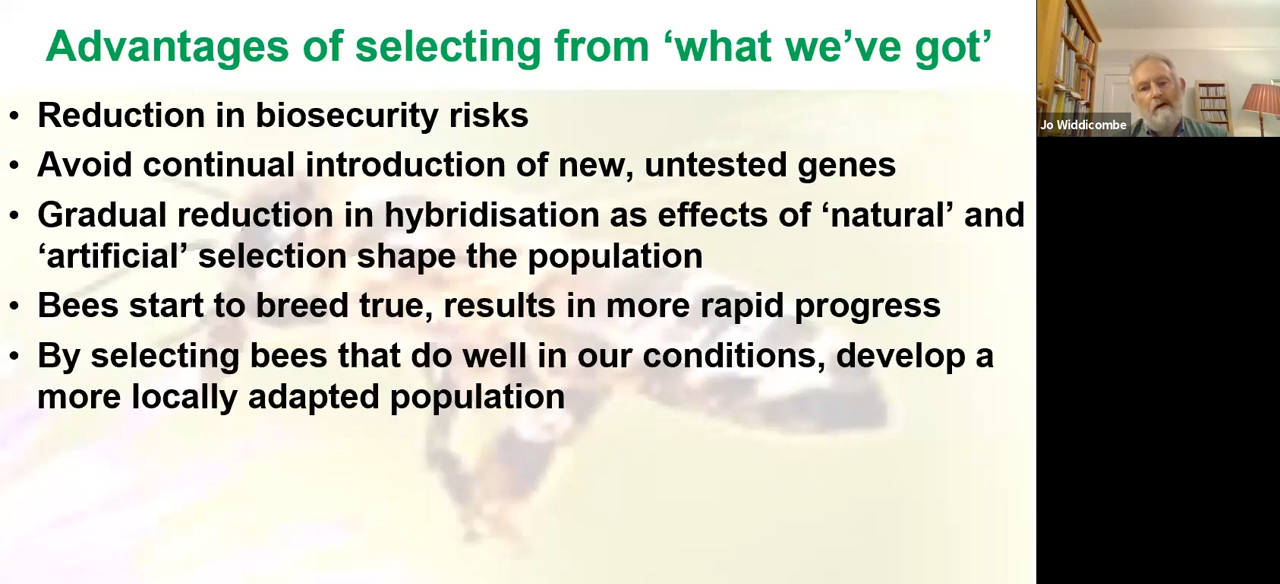 Advantages of selecting from ‘what we’ve got’
• Reduction in biosecurity risks
• Avoid continual introduction of new, untested genes
• Gradual reduction in hybridisation as effects of ‘natural’ and
‘artificial’ selection shape the population
• Bees start to breed true, results in more rapid progress
• By selecting bees that do well in our conditions, develop a
more locally adapted population
Jo Widdicombe